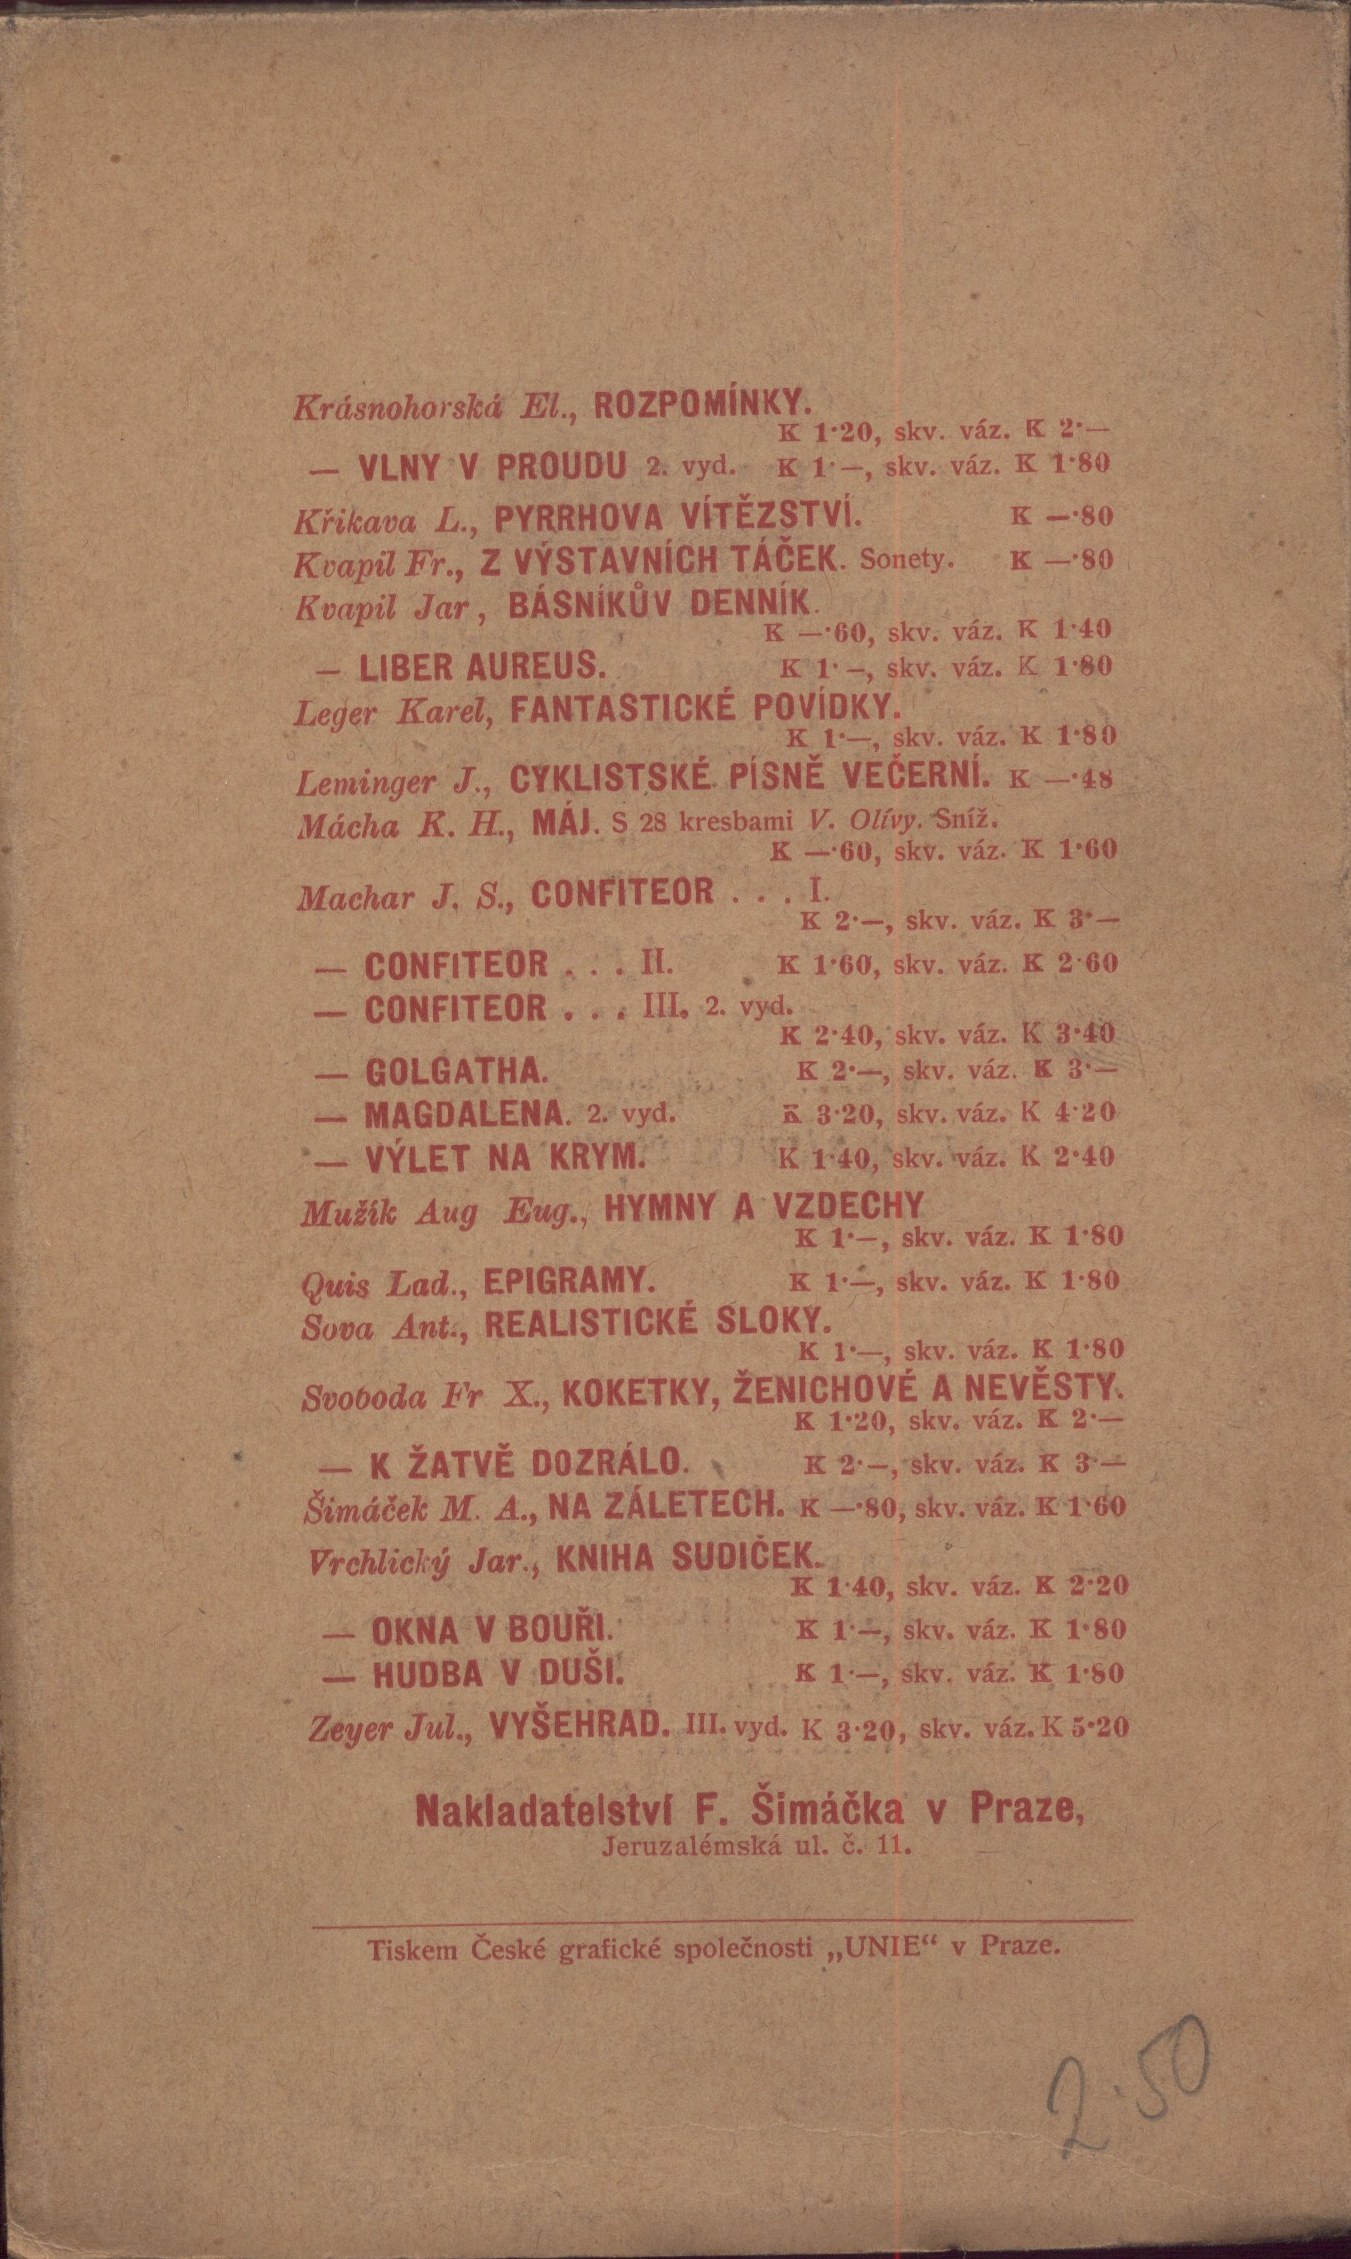 Krásnohorská El., ROZPOMÍNKY.
K 1·20, skv. váz. K 2·—
— VLNY V PROUDU 2. vyd. K 1·—, skv. váz. K 1·80
Křikava L., PYRRHOVA VÍTĚZSTVÍ. K —·80
Kvapil Fr., Z VÝSTAVNÍCH TÁČEK. Sonety. K —·80
Kvapil Jar, BÁSNÍKŮV DENNÍK.
K —·60, skv. váz. K 1·40
— LIBER AUREUS. K 1·—, skv. váz. K 1·80
Leger Karel, FANTASTICKÉ POVÍDKY.
K 1·—, skv. váz. K 1·80
Leminger J., CYKLISTSKÉ PÍSNĚ VEČERNÍ. K —·48
Mácha K. H., MÁJ. S 28 kresbami V. Olívy. Sníž.
K —·60, skv. váz. K 1·60
Machar J. S., CONFITEOR . . . I.
K 2·—, skv. váz. K 3·—
— CONFITEOR . . . II. K 1·60, skv. váz. K 2·60
— CONFITEOR . . . III. 2. vyd.
K 2·40, skv. váz. K 3·40
— GOLGATHA. K 2·—, skv. váz. K 3·—
— MAGDALENA. 2. vyd. K 3·20, skv. váz. K 4·20
— VÝLET NA KRYM. K 1·40, skv. váz. K 2·40
Mužík Aug Eug., HYMNY A VZDECHY
K 1·—, skv. váz. K 1·80
Quis Lad., EPIGRAMY. K 1·—, skv. váz. K 1·80
Sova Ant., REALISTICKÉ SLOKY.
K 1·—, skv. váz. K 1·80
Svoboda Fr X., KOKETKY, ŽENICHOVÉ A NEVĚSTY.
K 1·20, skv. váz. K 2·—
— K ŽATVĚ DOZRÁLO. K 2·—, skv. váz. K 3·—
Šimáček M. A., NA ZÁLETECH. K —·80, skv. váz. K 1·60
Vrchlický Jar., KNIHA SUDIČEK.
K 1·40, skv. váz. K 2·20
— OKNA V BOUŘI. K 1·—, skv. váz. K 1·80
— HUDBA V DUŠI. K 1·—, skv. váz. K 1·80
Zeyer Jul., VYŠEHRAD. III. vyd. K 3·20, skv. váz. K 5·20
Nakladatelství F. Šimáčka v Praze,
Jeruzalémská ul. č. 11.
Tiskem České grafické společnosti „UNIE“ v Praze.
2·50